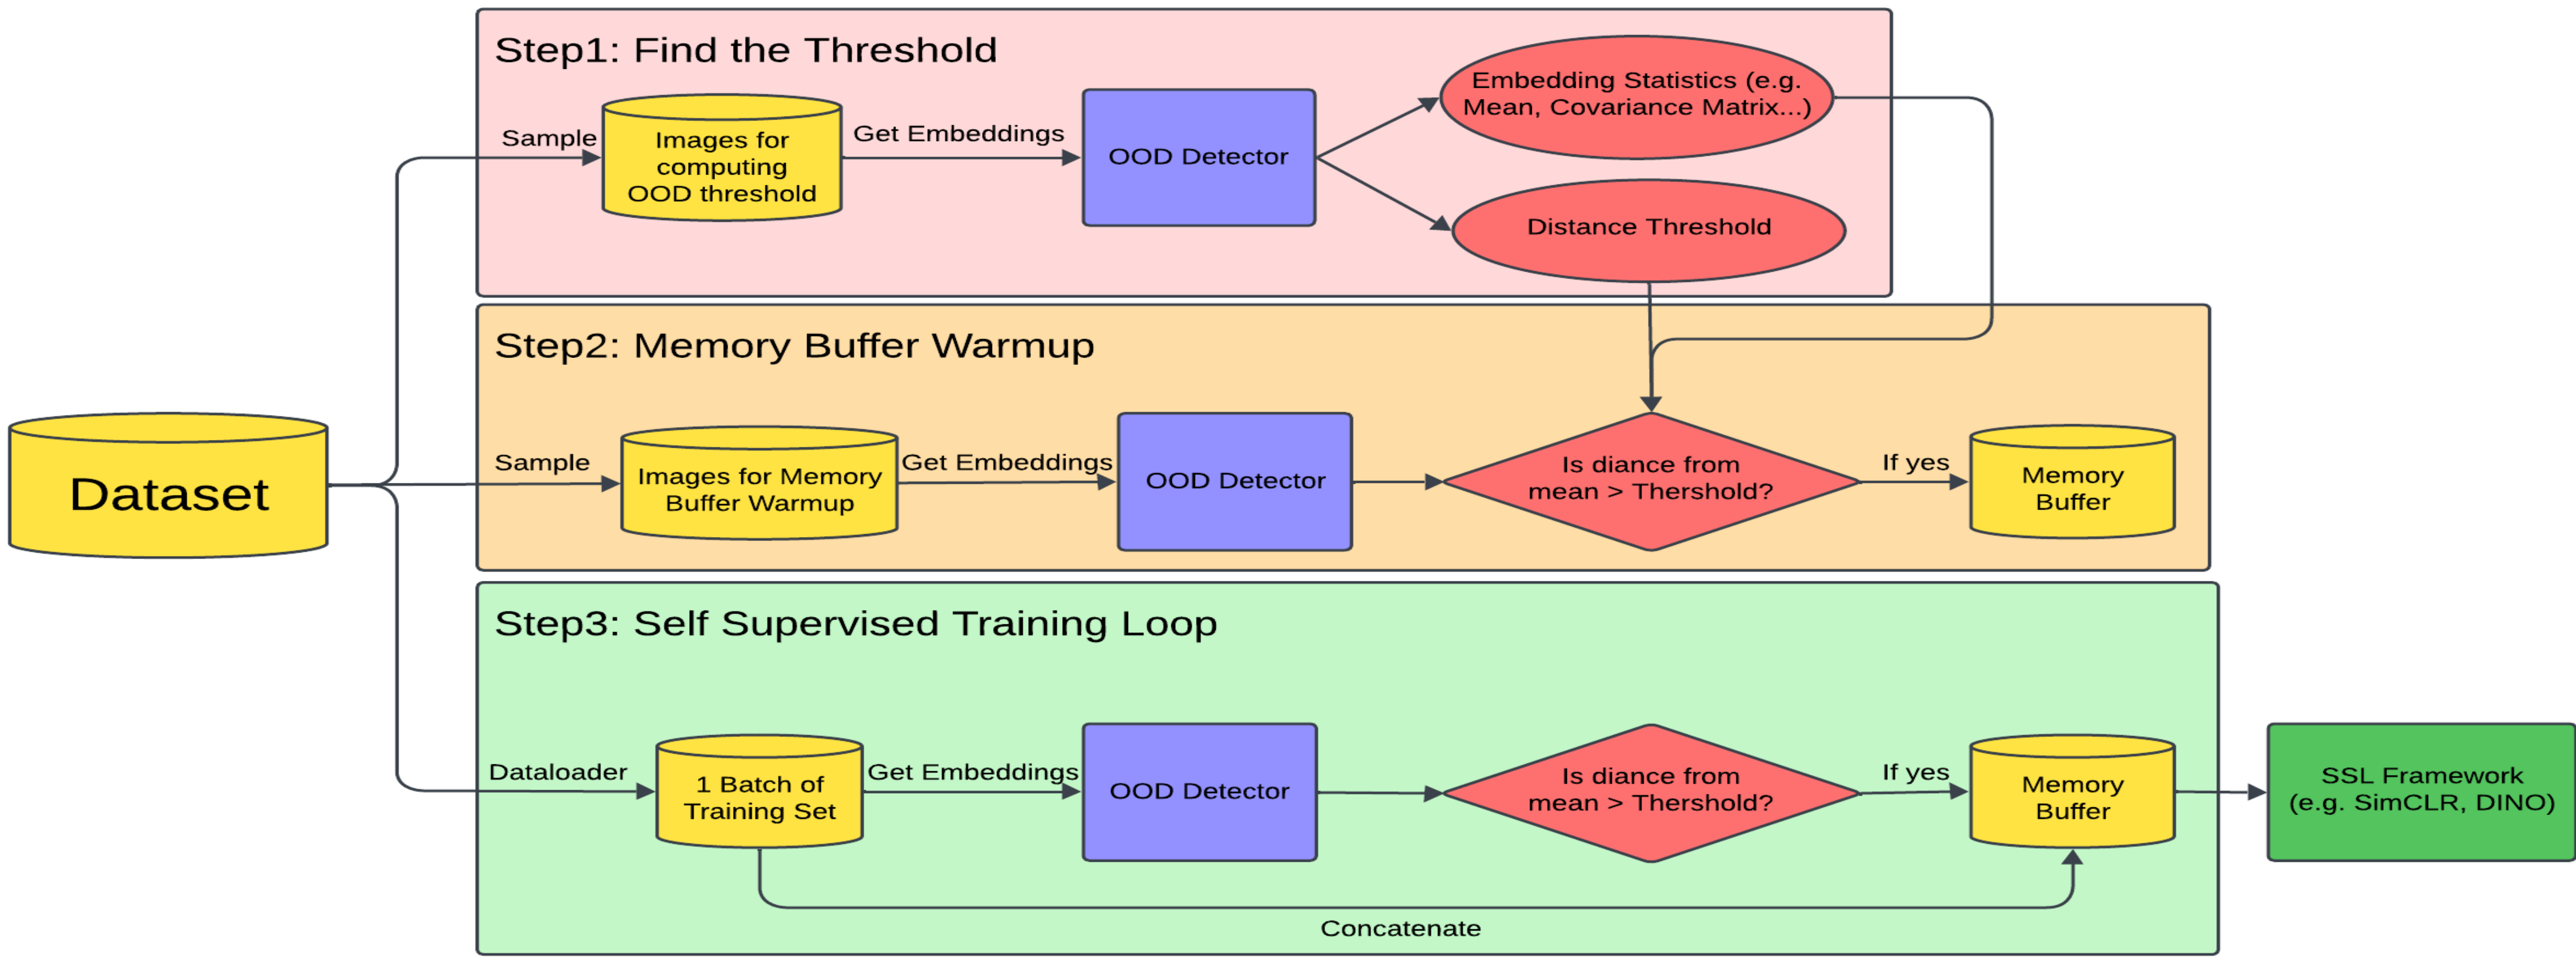 Step1: Find the Threshold
Sample
Images for
computing
OOD threshold
Get Embeddings
OOD Detector
Embedding Statistics (e.g.
Mean, Covariance Matrix...)
Distance Threshold
Dataset
Step2: Memory Buffer Warmup
Sample
Images for Memory
Buffer Warmup
Get Embeddings
OOD Detector
Is diance from
mean > Thershold?
If yes
Memory
Buffer
Step3: Self Supervised Training Loop
Dataloader
1 Batch of
Training Set
Get Embeddings
OOD Detector
Is diance from
mean > Thershold?
If yes
Memory
Buffer
Concatenate
SSL Framework
(e.g. SimCLR, DINO)